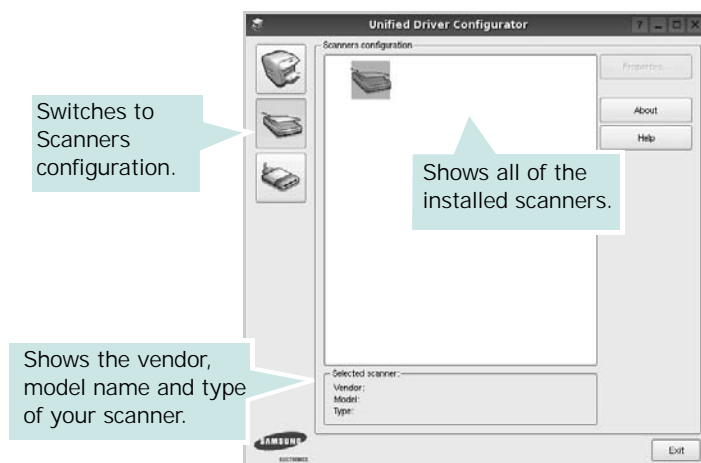 Unified Driver Configurator
Scanners configuration
Properties...
About
Help
Switches to
Scanners
configuration.
Shows all of the
installed scanners.
Shows the vendor,
model name and type
of your scanner.
Selected scanner:
Vendor:
Model:
Type:
SAMSUNG
ELECTRONICS
Exit